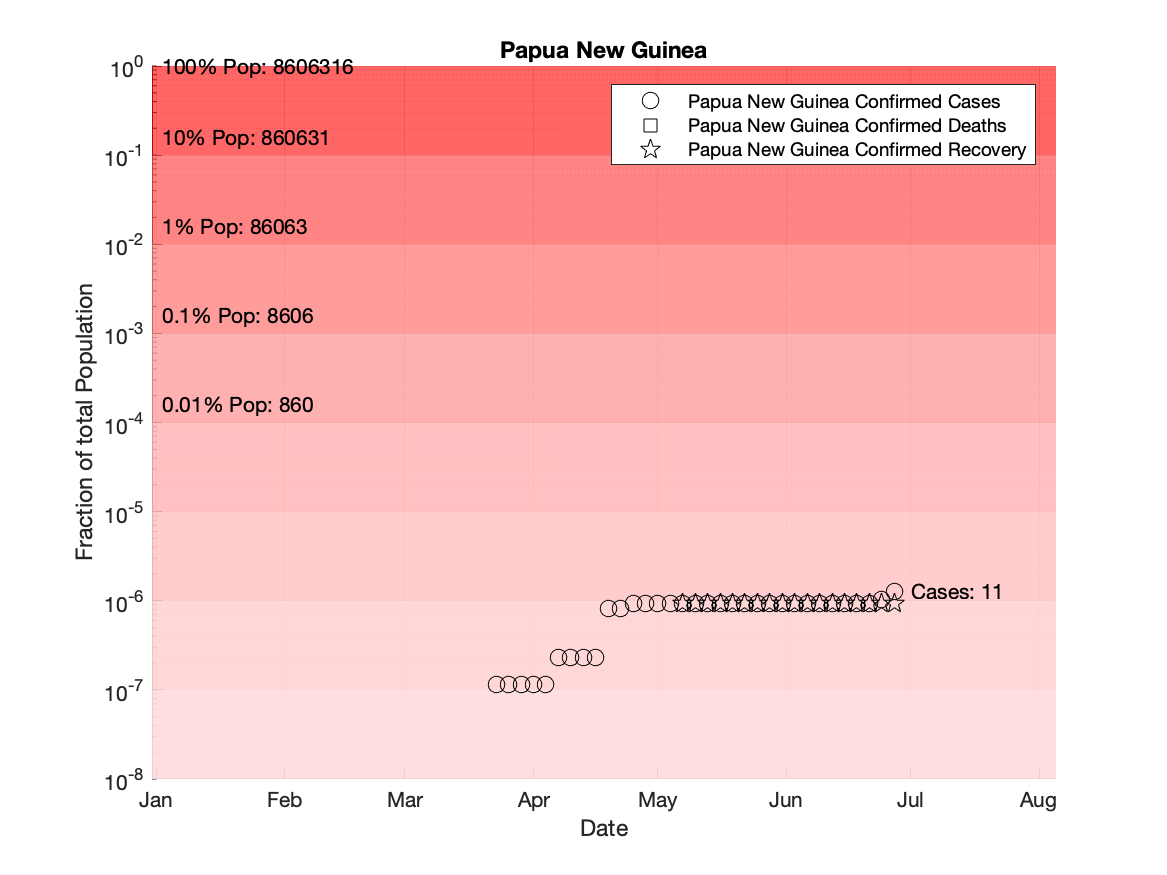 Papua New Guinea
10^0
10^-1
10^-2
10^-3
10^-4
10^-5
10^-6
10^-7
10^-8
Fraction of total Population
100% Pop: 8606316
10% Pop: 860631
1% Pop: 86063
0.1% Pop: 8606
0.01% Pop: 860
Papua New Guinea Confirmed Cases
Papua New Guinea Confirmed Deaths
Papua New Guinea Confirmed Recovery
Cases: 11
Jan Feb Mar Apr May Jun Jul Aug
Date